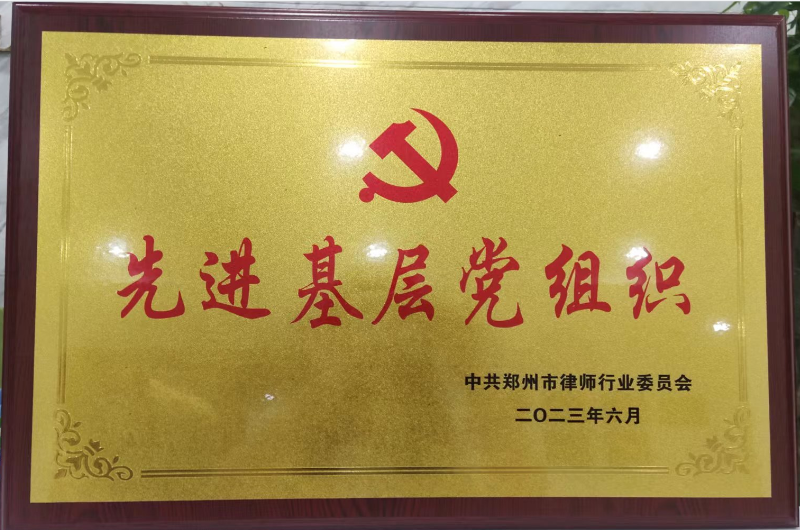 先进基层党组织
中共郑州市律师行业委员会
二〇二三年六月